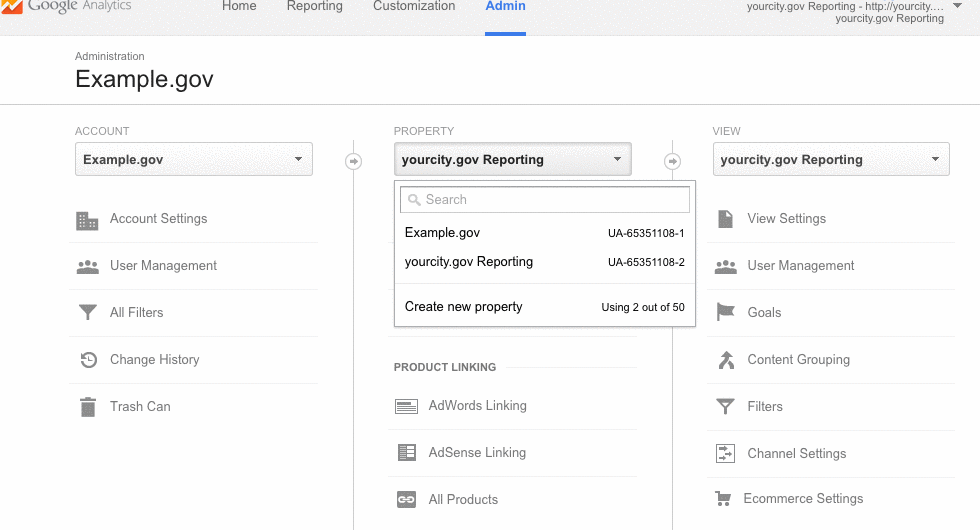 Google Analytics
Home Reporting Customization Admin
yourcity.gov Reporting - http://yourcity....
yourcity.gov Reporting
Administration
Example.gov
ACCOUNT
Example.gov
Account Settings
User Management
All Filters
Change History
Trash Can
PROPERTY
yourcity.gov Reporting
Search
Example.gov UA-65351108-1
yourcity.gov Reporting UA-65351108-2
Create new property Using 2 out of 50
PRODUCT LINKING
AdWords Linking
AdSense Linking
All Products
VIEW
yourcity.gov Reporting
View Settings
User Management
Goals
Content Grouping
Filters
Channel Settings
Ecommerce Settings